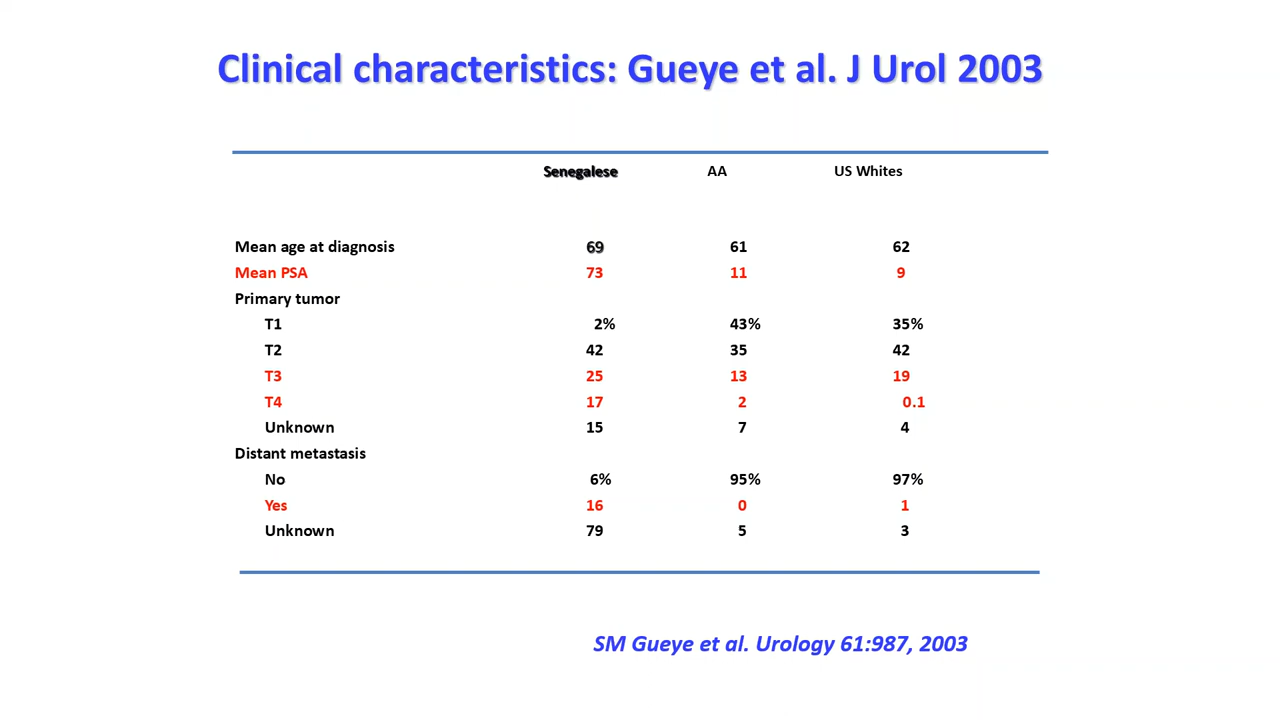 Clinical characteristics: Gueye et al. J Urol 2003
Senegalese AA US Whites
Mean age at diagnosis 69 61 62
Mean PSA 73 11 9
Primary tumor
T1 2% 43% 35%
T2 42 35 42
T3 25 13 19
T4 17 2 0.1
Unknown 15 7 4
Distant metastasis
No 6% 95% 97%
Yes 16 0 1
Unknown 79 5 3
SM Gueye et al. Urology 61:987, 2003